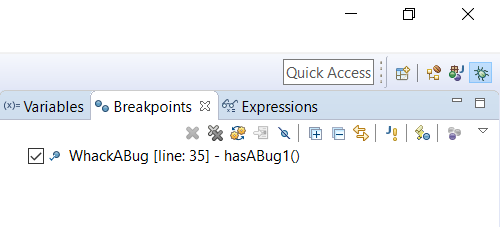 Quick Access
(x)= Variables Breakpoints Expressions
WhackABug [line: 35] - hasABug1()